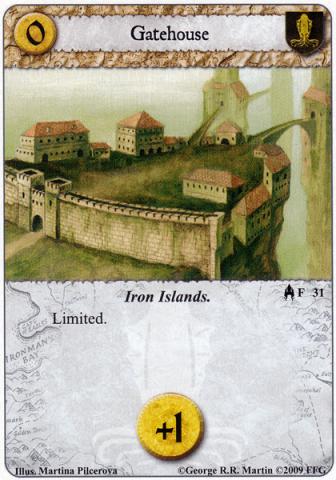 0
Gatehouse
Iron Islands.
F 31
Limited.
IRONMAN'S
BAY
+1
Illus. Martina Pilcerova
©George R.R. Martin ©2009 FFG